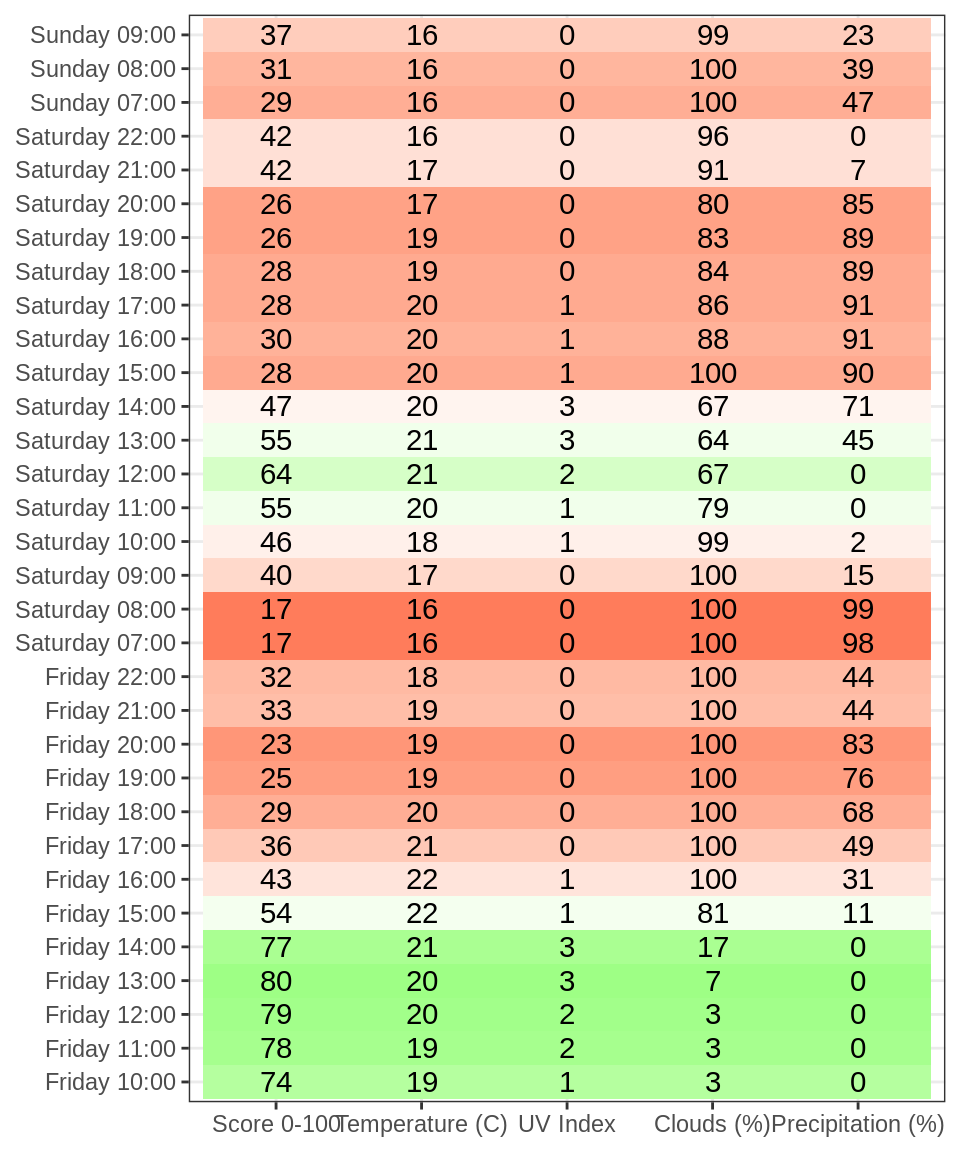 Sunday 09:00 37 16 0 99 23
Sunday 08:00 31 16 0 100 39
Sunday 07:00 29 16 0 100 47
Saturday 22:00 42 16 0 96 0
Saturday 21:00 42 17 0 91 7
Saturday 20:00 26 17 0 80 85
Saturday 19:00 26 19 0 83 89
Saturday 18:00 28 19 0 84 89
Saturday 17:00 28 20 1 86 91
Saturday 16:00 30 20 1 88 91
Saturday 15:00 28 20 1 100 90
Saturday 14:00 47 20 3 67 71
Saturday 13:00 55 21 3 64 45
Saturday 12:00 64 21 2 67 0
Saturday 11:00 55 20 1 79 0
Saturday 10:00 46 18 1 99 2
Saturday 09:00 40 17 0 100 15
Saturday 08:00 17 16 0 100 99
Saturday 07:00 17 16 0 100 98
Friday 22:00 32 18 0 100 44
Friday 21:00 33 19 0 100 44
Friday 20:00 23 19 0 100 83
Friday 19:00 25 19 0 100 76
Friday 18:00 29 20 0 100 68
Friday 17:00 36 21 0 100 49
Friday 16:00 43 22 1 100 31
Friday 15:00 54 22 1 81 11
Friday 14:00 77 21 3 17 0
Friday 13:00 80 20 3 7 0
Friday 12:00 79 20 2 3 0
Friday 11:00 78 19 2 3 0
Friday 10:00 74 19 1 3 0
Score 0-100 Temperature (C) UV Index Clouds (%) Precipitation (%)